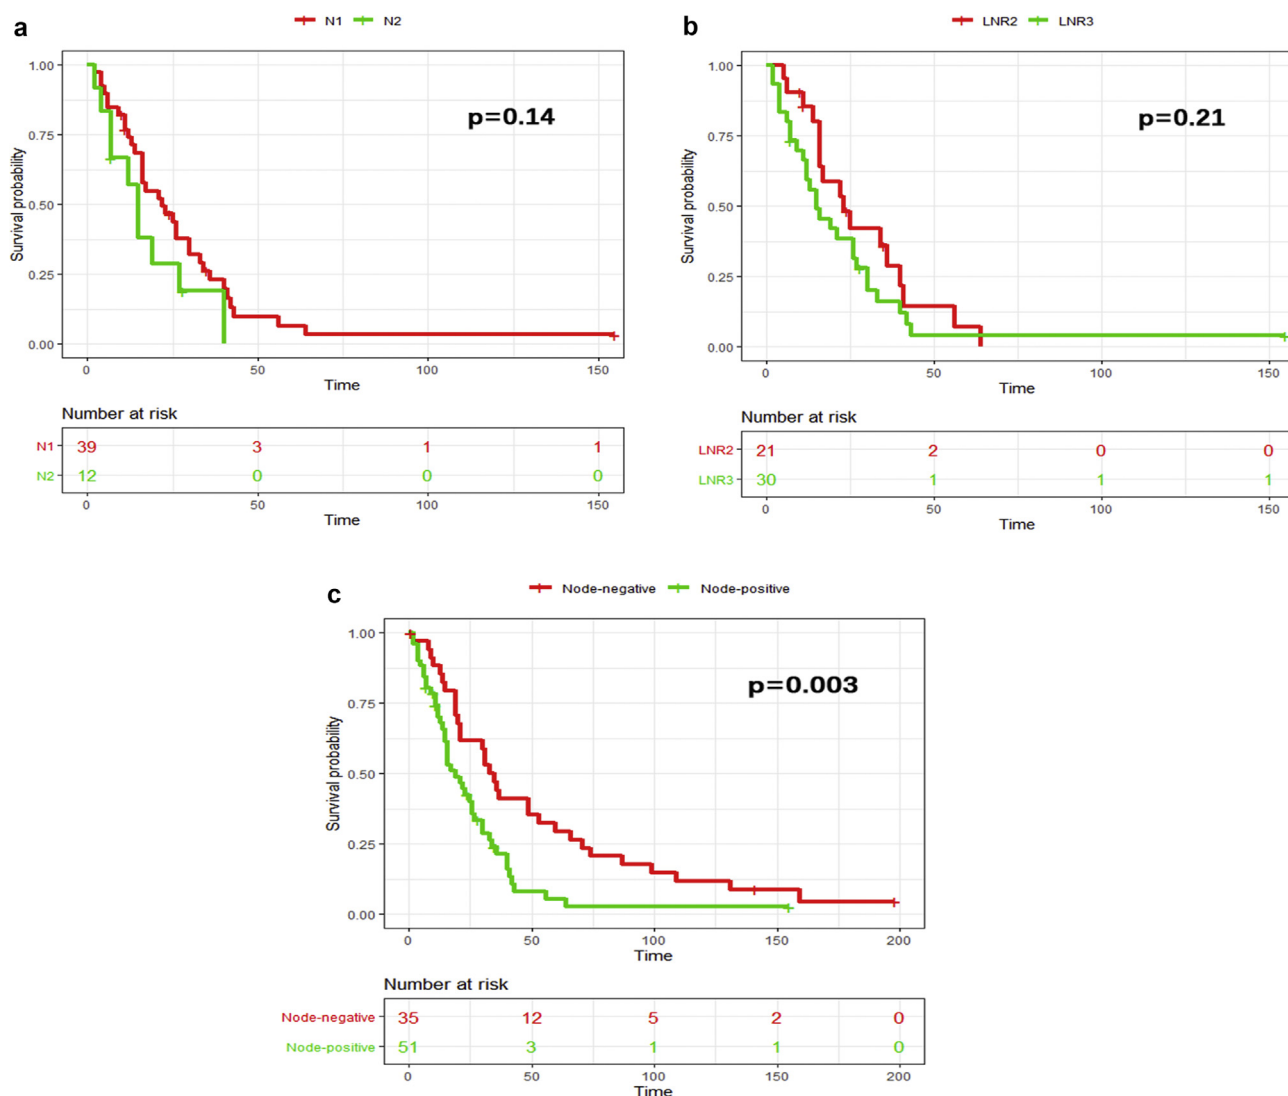 a
N1 N2
1.00
0.75
0.50
0.25
0.00
Survival probability
p=0.14
0 50 100 150
Time
Number at risk
N1 39 3 1 1
N2 12 0 0 0
0 50 100 150
Time
b
LNR2 LNR3
1.00
0.75
0.50
0.25
0.00
Survival probability
p=0.21
0 50 100 150
Time
Number at risk
LNR2 21 2 0 0
LNR3 30 1 1 1
0 50 100 150
Time
c
Node-negative Node-positive
1.00
0.75
0.50
0.25
0.00
Survival probability
p=0.003
0 50 100 150 200
Time
Number at risk
Node-negative 35 12 5 2 0
Node-positive 51 3 1 1 0
0 50 100 150 200
Time